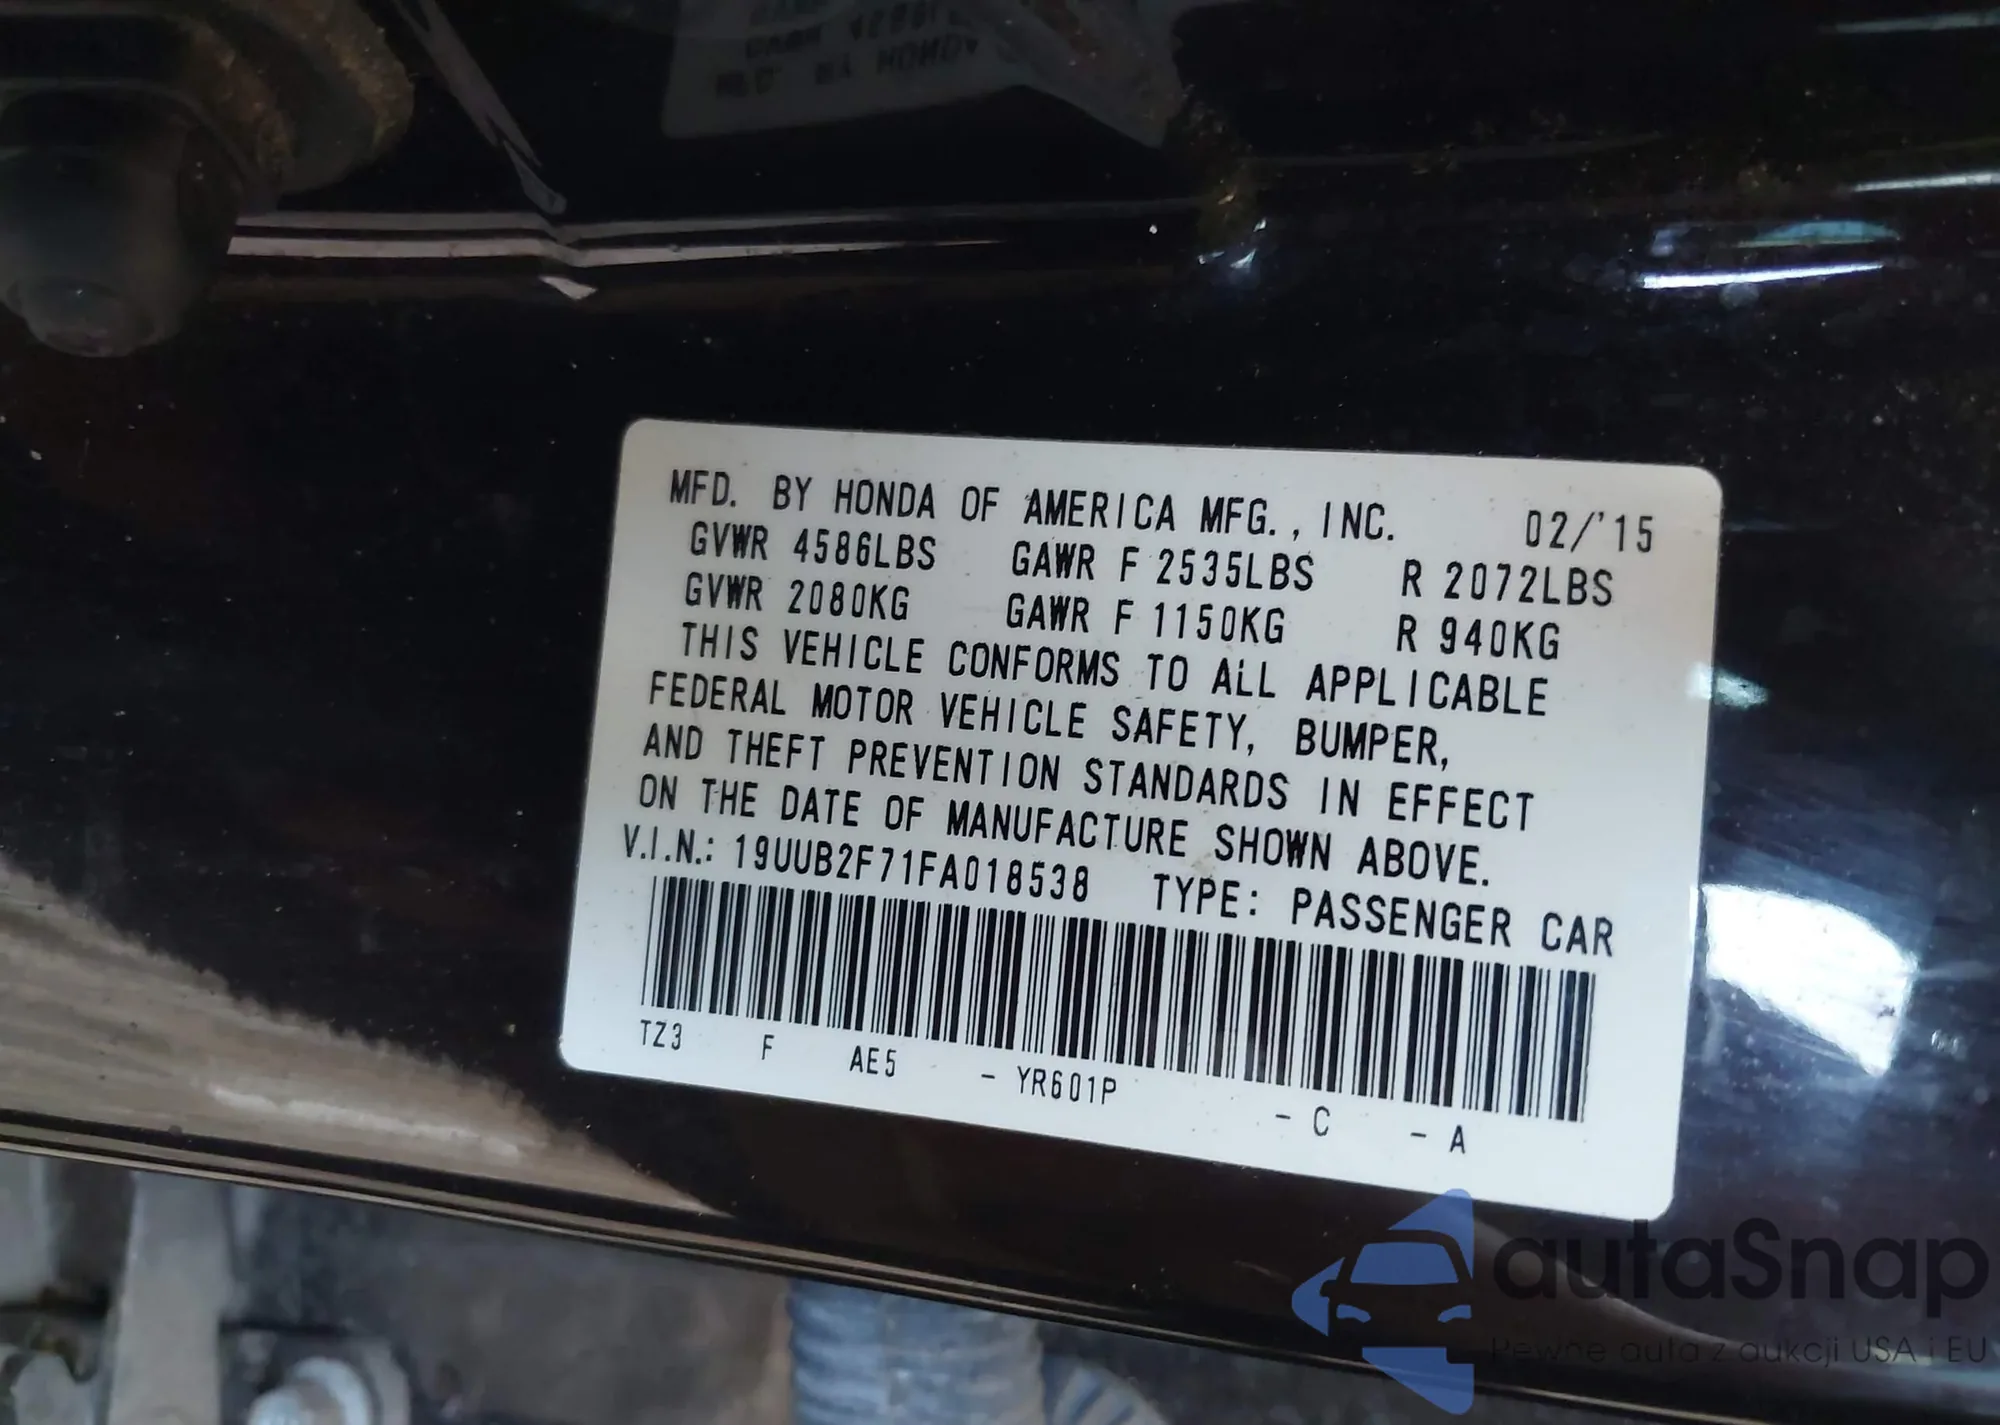 MFD. BY HONDA OF AMERICA MFG., INC. 02/'15
GVWR 4586LBS GAWR F 2535LBS R 2072LBS
GVWR 2080KG GAWR F 1150KG R 940KG
THIS VEHICLE CONFORMS TO ALL APPLICABLE
FEDERAL MOTOR VEHICLE SAFETY, BUMPER,
AND THEFT PREVENTION STANDARDS IN EFFECT
ON THE DATE OF MANUFACTURE SHOWN ABOVE.
V.I.N.: 19UUB2F71FA018538 TYPE: PASSENGER CAR
TZ3 F AE5 - YR601P - C - A
autaSnap
Pewne auta z aukcji USA i EU